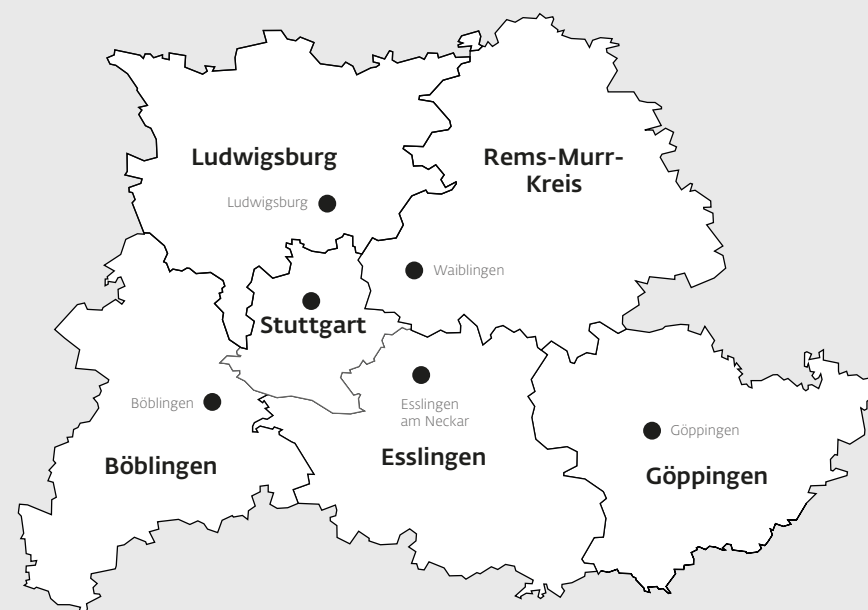 Ludwigsburg
Ludwigsburg
Rems-Murr-
Kreis
Waiblingen
Stuttgart
Böblingen
Böblingen
Esslingen
am Neckar
Esslingen
Göppingen
Göppingen